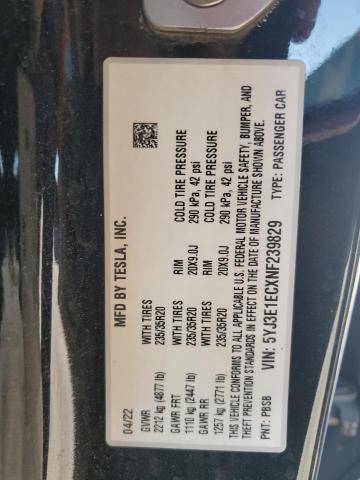 MFD BY TESLA, INC.
04/22
GVWR WITH TIRES RIM COLD TIRE PRESSURE
2212 kg (4877 lb) 235/35R20 20X9.0J 290 kPa, 42 psi
GAWR FRT WITH TIRES RIM COLD TIRE PRESSURE
1110 kg (2447 lb) 235/35R20 20X9.0J 290 kPa, 42 psi
GAWR RR
1257 kg (2771 lb) 235/35R20
THIS VEHICLE CONFORMS TO ALL APPLICABLE U.S. FEDERAL MOTOR VEHICLE SAFETY, BUMPER, AND
THEFT PREVENTION STANDARDS IN EFFECT ON THE DATE OF MANUFACTURE SHOWN ABOVE.
PNT: PBSB VIN: 5YJ3E1ECXNF239829 TYPE: PASSENGER CAR